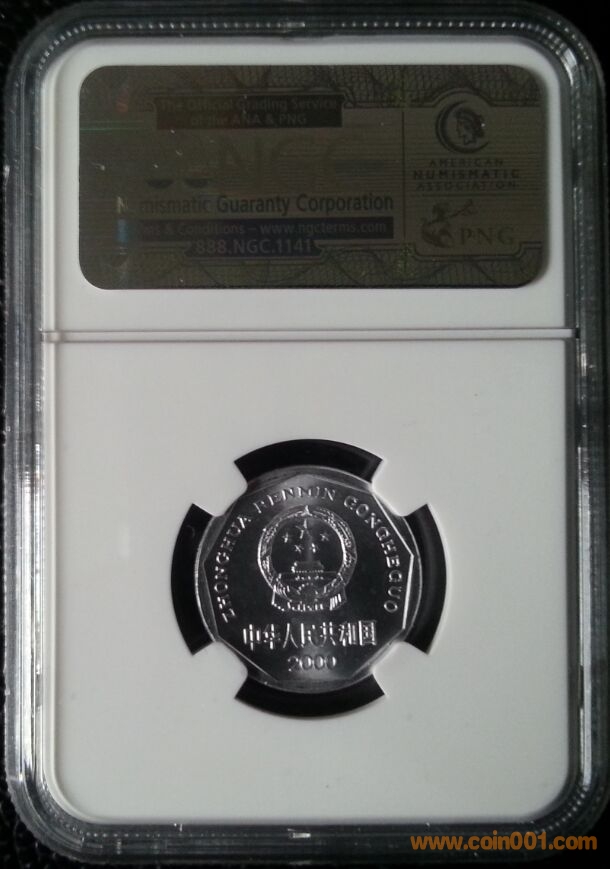 The Official Grading Service
of the ANA & PNG
NGC
Numismatic Guaranty Corporation
Terms & Conditions – www.ngcterms.com
888.NGC.1141
AMERICAN
NUMISMATIC
ASSOCIATION
PNG
ZHONGHUA RENMIN GONGHEGUO
中华人民共和国
2000
www.coin001.com